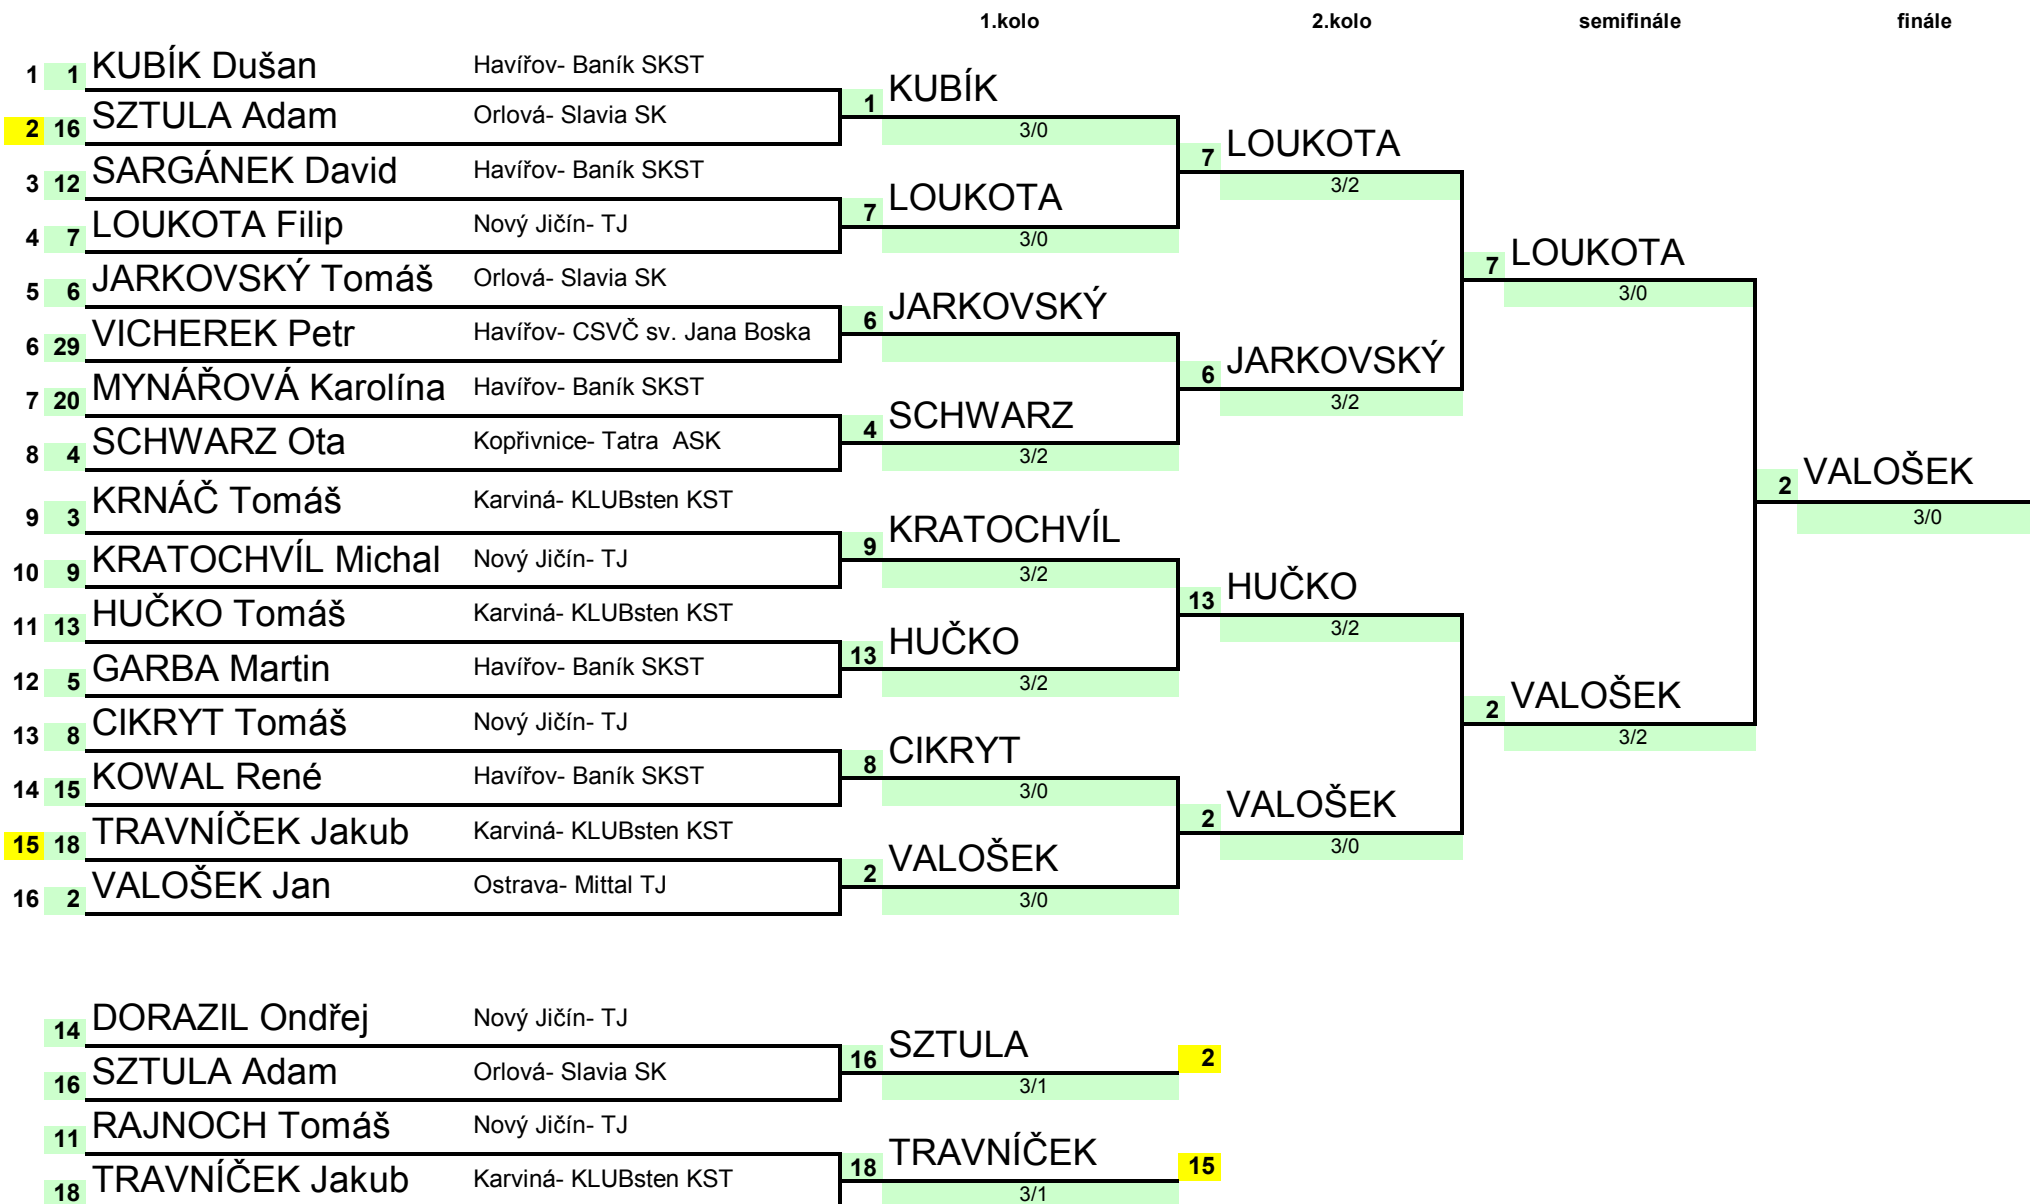 1.kolo 2.kolo semifinále finále
1 1 KUBÍK Dušan Havířov- Baník SKST
1 KUBÍK
2 16 SZTULA Adam Orlová- Slavia SK
3/0
7 LOUKOTA
3 12 SARGÁNEK David Havířov- Baník SKST
3/2
7 LOUKOTA
4 7 LOUKOTA Filip Nový Jičín- TJ
3/0
7 LOUKOTA
5 6 JARKOVSKÝ Tomáš Orlová- Slavia SK
3/0
6 JARKOVSKÝ
6 29 VICHEREK Petr Havířov- CSVČ sv. Jana Boska
6 JARKOVSKÝ
7 20 MYNÁŘOVÁ Karolína Havířov- Baník SKST
3/2
4 SCHWARZ
8 4 SCHWARZ Ota Kopřivnice- Tatra ASK
3/2
2 VALOŠEK
9 3 KRNÁČ Tomáš Karviná- KLUBsten KST
3/0
9 KRATOCHVÍL
10 9 KRATOCHVÍL Michal Nový Jičín- TJ
3/2
13 HUČKO
11 13 HUČKO Tomáš Karviná- KLUBsten KST
3/2
13 HUČKO
12 5 GARBA Martin Havířov- Baník SKST
3/2
2 VALOŠEK
13 8 CIKRYT Tomáš Nový Jičín- TJ
3/2
8 CIKRYT
14 15 KOWAL René Havířov- Baník SKST
3/0
2 VALOŠEK
15 18 TRAVNÍČEK Jakub Karviná- KLUBsten KST
3/0
2 VALOŠEK
16 2 VALOŠEK Jan Ostrava- Mittal TJ
3/0
14 DORAZIL Ondřej Nový Jičín- TJ
16 SZTULA 2
16 SZTULA Adam Orlová- Slavia SK
3/1
11 RAJNOCH Tomáš Nový Jičín- TJ
18 TRAVNÍČEK 15
18 TRAVNÍČEK Jakub Karviná- KLUBsten KST
3/1